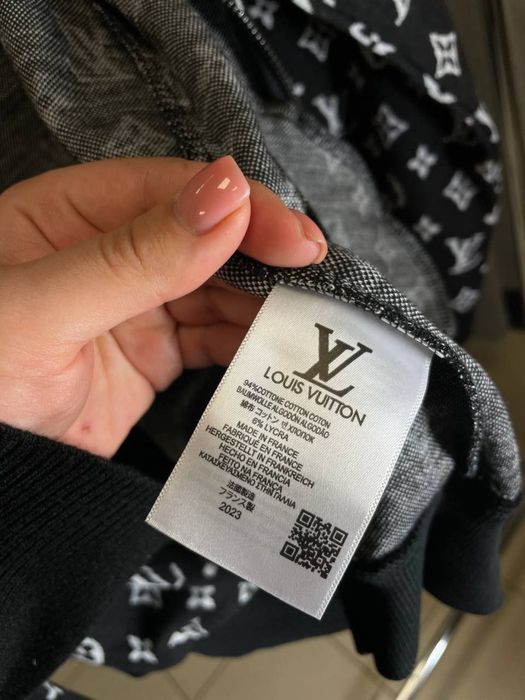 LV
LOUIS VUITTON
94%COTTONE COTTON COTON
BAUMWOLLE ALGODÓN ALGODÃO
綿布 コットン 면 ХЛОПОК
6% LYCRA
MADE IN FRANCE
FABRIQUÉ EN FRANCE
HERGESTELLT IN FRANKREICH
HECHO EN FRANCIA
FEITO NA FRANÇA
ΚΑΤΑΣΚΕΥΑΣΜΕΝΟ ΣΤΗΝ ΓΑΛΛΙΑ
法國製造
フランス製
2023